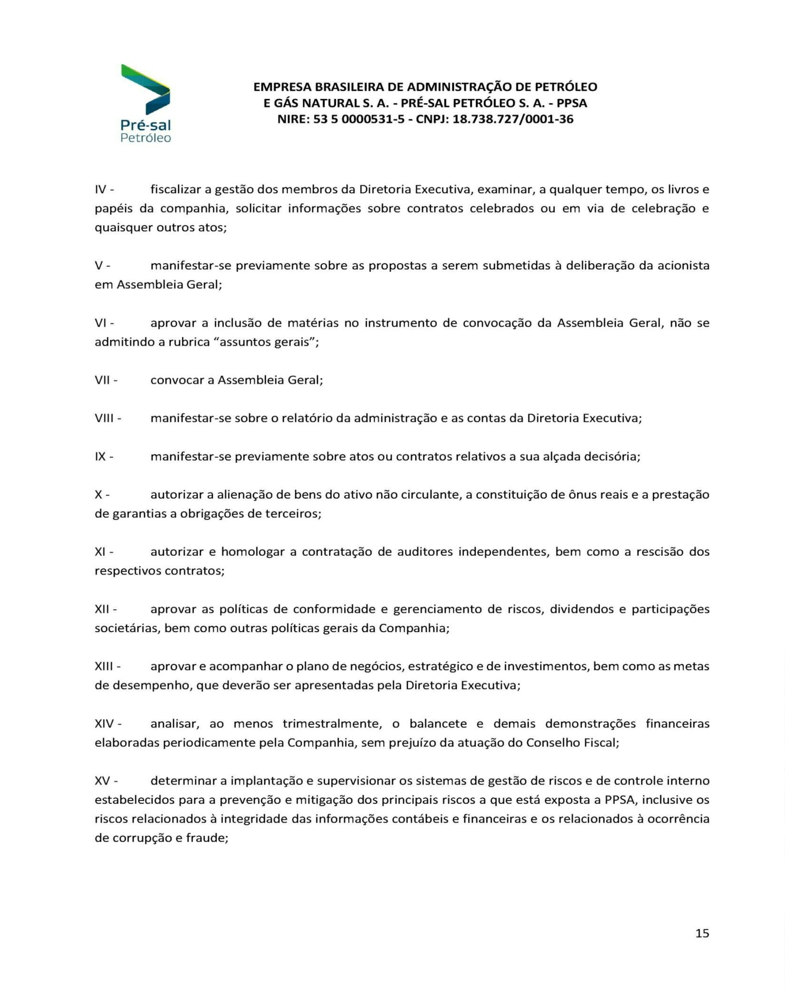 Pré-sal
Petróleo
EMPRESA BRASILEIRA DE ADMINISTRAÇÃO DE PETRÓLEO
E GÁS NATURAL S. A. - PRÉ-SAL PETRÓLEO S. A. - PPSA
NIRE: 53 5 0000531-5 - CNPJ: 18.738.727/0001-36
IV - fiscalizar a gestão dos membros da Diretoria Executiva, examinar, a qualquer tempo, os livros e
papéis da companhia, solicitar informações sobre contratos celebrados ou em via de celebração e
quaisquer outros atos;
V - manifestar-se previamente sobre as propostas a serem submetidas à deliberação da acionista
em Assembleia Geral;
VI - aprovar a inclusão de matérias no instrumento de convocação da Assembleia Geral, não se
admitindo a rubrica “assuntos gerais”;
VII - convocar a Assembleia Geral;
VIII - manifestar-se sobre o relatório da administração e as contas da Diretoria Executiva;
IX - manifestar-se previamente sobre atos ou contratos relativos a sua alçada decisória;
X - autorizar a alienação de bens do ativo não circulante, a constituição de ônus reais e a prestação
de garantias a obrigações de terceiros;
XI - autorizar e homologar a contratação de auditores independentes, bem como a rescisão dos
respectivos contratos;
XII - aprovar as políticas de conformidade e gerenciamento de riscos, dividendos e participações
societárias, bem como outras políticas gerais da Companhia;
XIII - aprovar e acompanhar o plano de negócios, estratégico e de investimentos, bem como as metas
de desempenho, que deverão ser apresentadas pela Diretoria Executiva;
XIV - analisar, ao menos trimestralmente, o balancete e demais demonstrações financeiras
elaboradas periodicamente pela Companhia, sem prejuízo da atuação do Conselho Fiscal;
XV - determinar a implantação e supervisionar os sistemas de gestão de riscos e de controle interno
estabelecidos para a prevenção e mitigação dos principais riscos a que está exposta a PPSA, inclusive os
riscos relacionados à integridade das informações contábeis e financeiras e os relacionados à ocorrência
de corrupção e fraude;
15